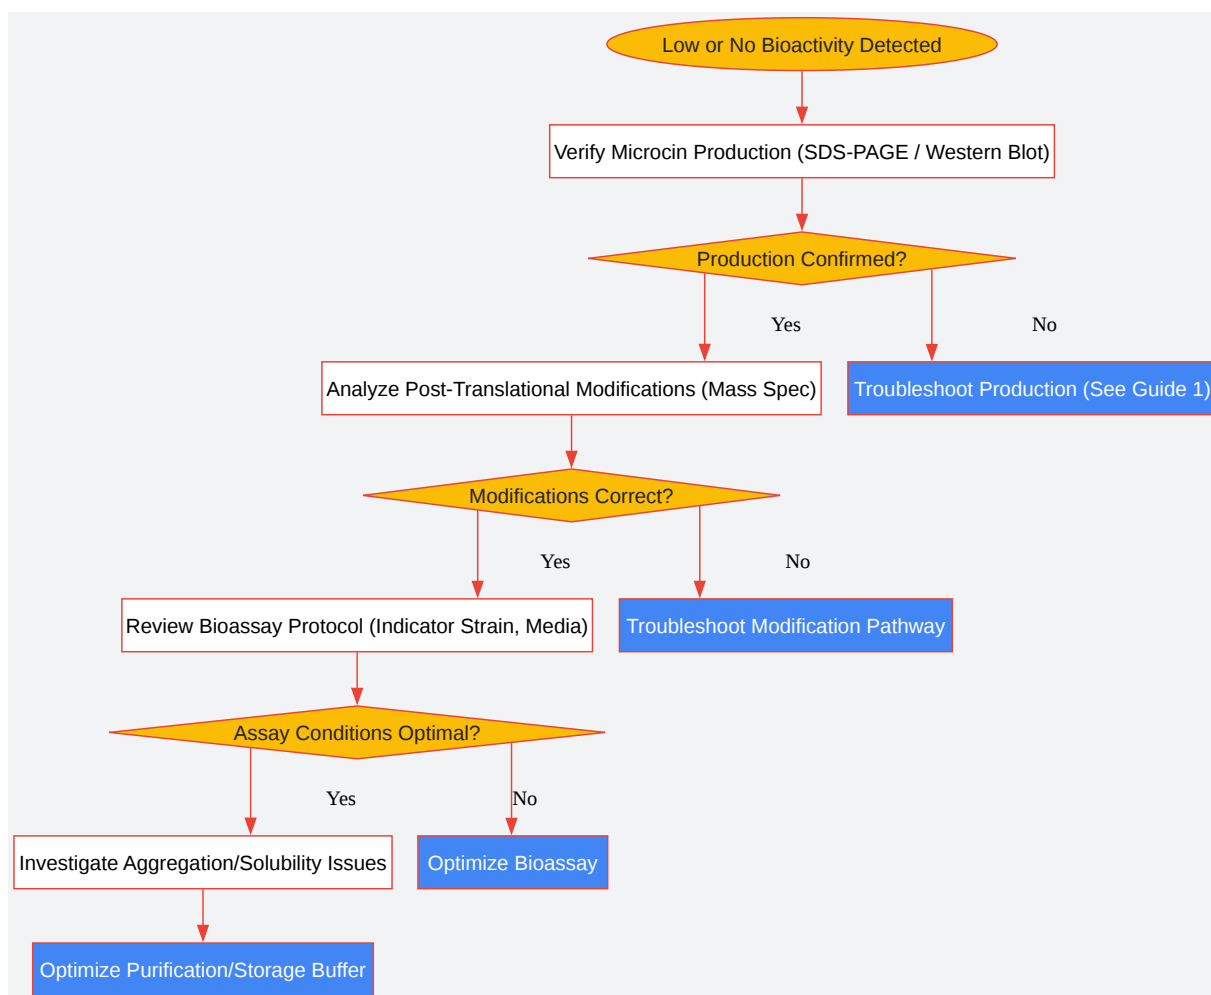 Low or No Bioactivity Detected
Verify Microcin Production (SDS-PAGE / Western Blot)
Production Confirmed?
Yes
No
Analyze Post-Translational Modifications (Mass Spec)
Troubleshoot Production (See Guide 1)
Modifications Correct?
Yes
No
Review Bioassay Protocol (Indicator Strain, Media)
Troubleshoot Modification Pathway
Assay Conditions Optimal?
Yes
No
Investigate Aggregation/Solubility Issues
Optimize Bioassay
Optimize Purification/Storage Buffer